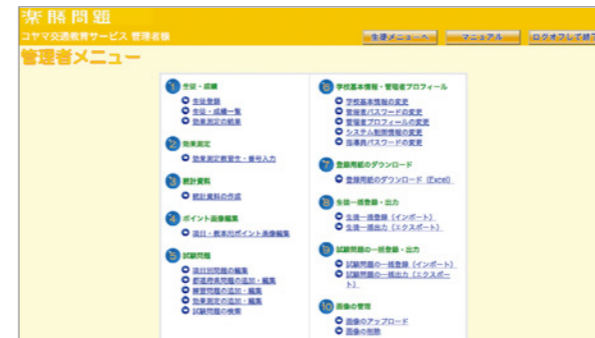 楽勝問題
コヤマ交通教育サービス 管理者様
生徒メニューへ
マニュアル
ログオフして終了
管理者メニュー
1 生徒・成績
生徒登録
生徒・成績一覧
効果測定の結果
2 効果測定
効果測定教習生・番号入力
3 統計資料
統計資料の作成
4 ポイント画像編集
項目・教本用ポイント画像編集
5 試験問題
項目別問題の編集
都道府県問題の追加・編集
練習問題の追加・編集
効果測定の追加・編集
試験問題の検索
6 学校基本情報・管理者プロフィール
学校基本情報の変更
管理者パスワードの変更
管理者プロフィールの変更
システム制限情報の変更
指導員パスワードの変更
7 登録用紙のダウンロード
登録用紙のダウンロード (Excel)
8 生徒一括登録・出力
生徒一括登録 (インポート)
生徒一括出力 (エクスポート)
9 試験問題の一括登録・出力
試験問題の一括登録 (インポート)
試験問題の一括出力 (エクスポー
ト)
10 画像の管理
画像のアップロード
画像の削除